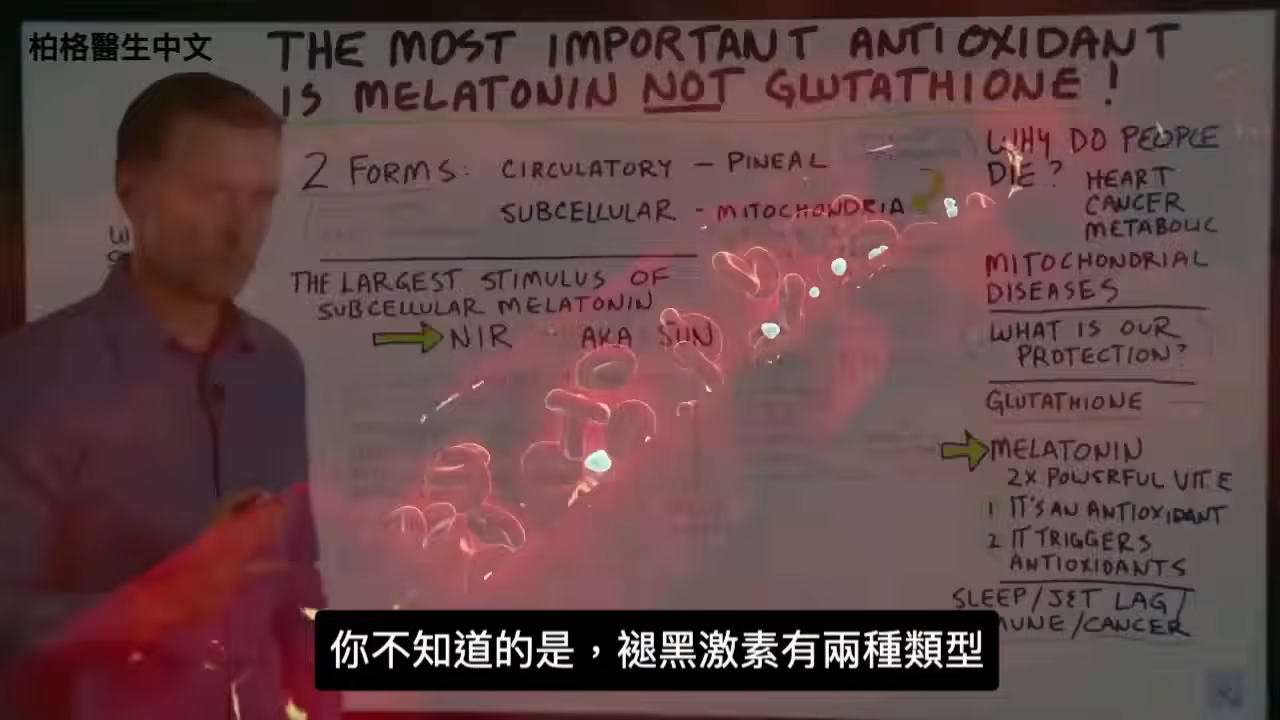 柏格醫生中文
THE MOST IMPORTANT ANTIOXIDANT
IS MELATONIN NOT GLUTATHIONE!
2 FORMS: CIRCULATORY – PINEAL
SUBCELLULAR - MITOCHONDRIA
THE LARGEST STIMULUS OF
SUBCELLULAR MELATONIN
NIR AKA SUN
WHY DO PEOPLE
DIE? HEART
CANCER
METABOLIC
MITOCHONDRIAL
DISEASES
WHAT IS OUR
PROTECTION?
GLUTATHIONE
MELATONIN
2X POWERFUL VIT E
1 IT'S AN ANTIOXIDANT
2 IT TRIGGERS
ANTIOXIDANTS
SLEEP/JET LAG/
MUNE/CANCER
你不知道的是，褪黑激素有兩種類型